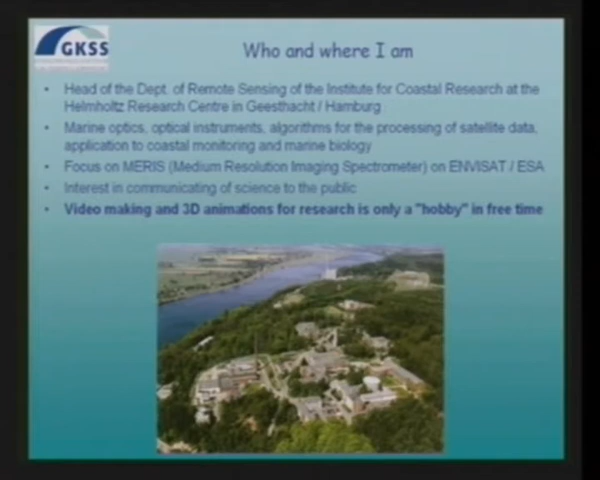 GKSS
Who and where I am
• Head of the Dept. of Remote Sensing of the Institute for Coastal Research at the
Helmholtz Research Centre in Geesthacht / Hamburg
• Marine optics, optical instruments, algorithms for the processing of satellite data,
application to coastal monitoring and marine biology
• Focus on MERIS (Medium Resolution Imaging Spectrometer) on ENVISAT / ESA
• Interest in communicating of science to the public
• Video making and 3D animations for research is only a "hobby" in free time